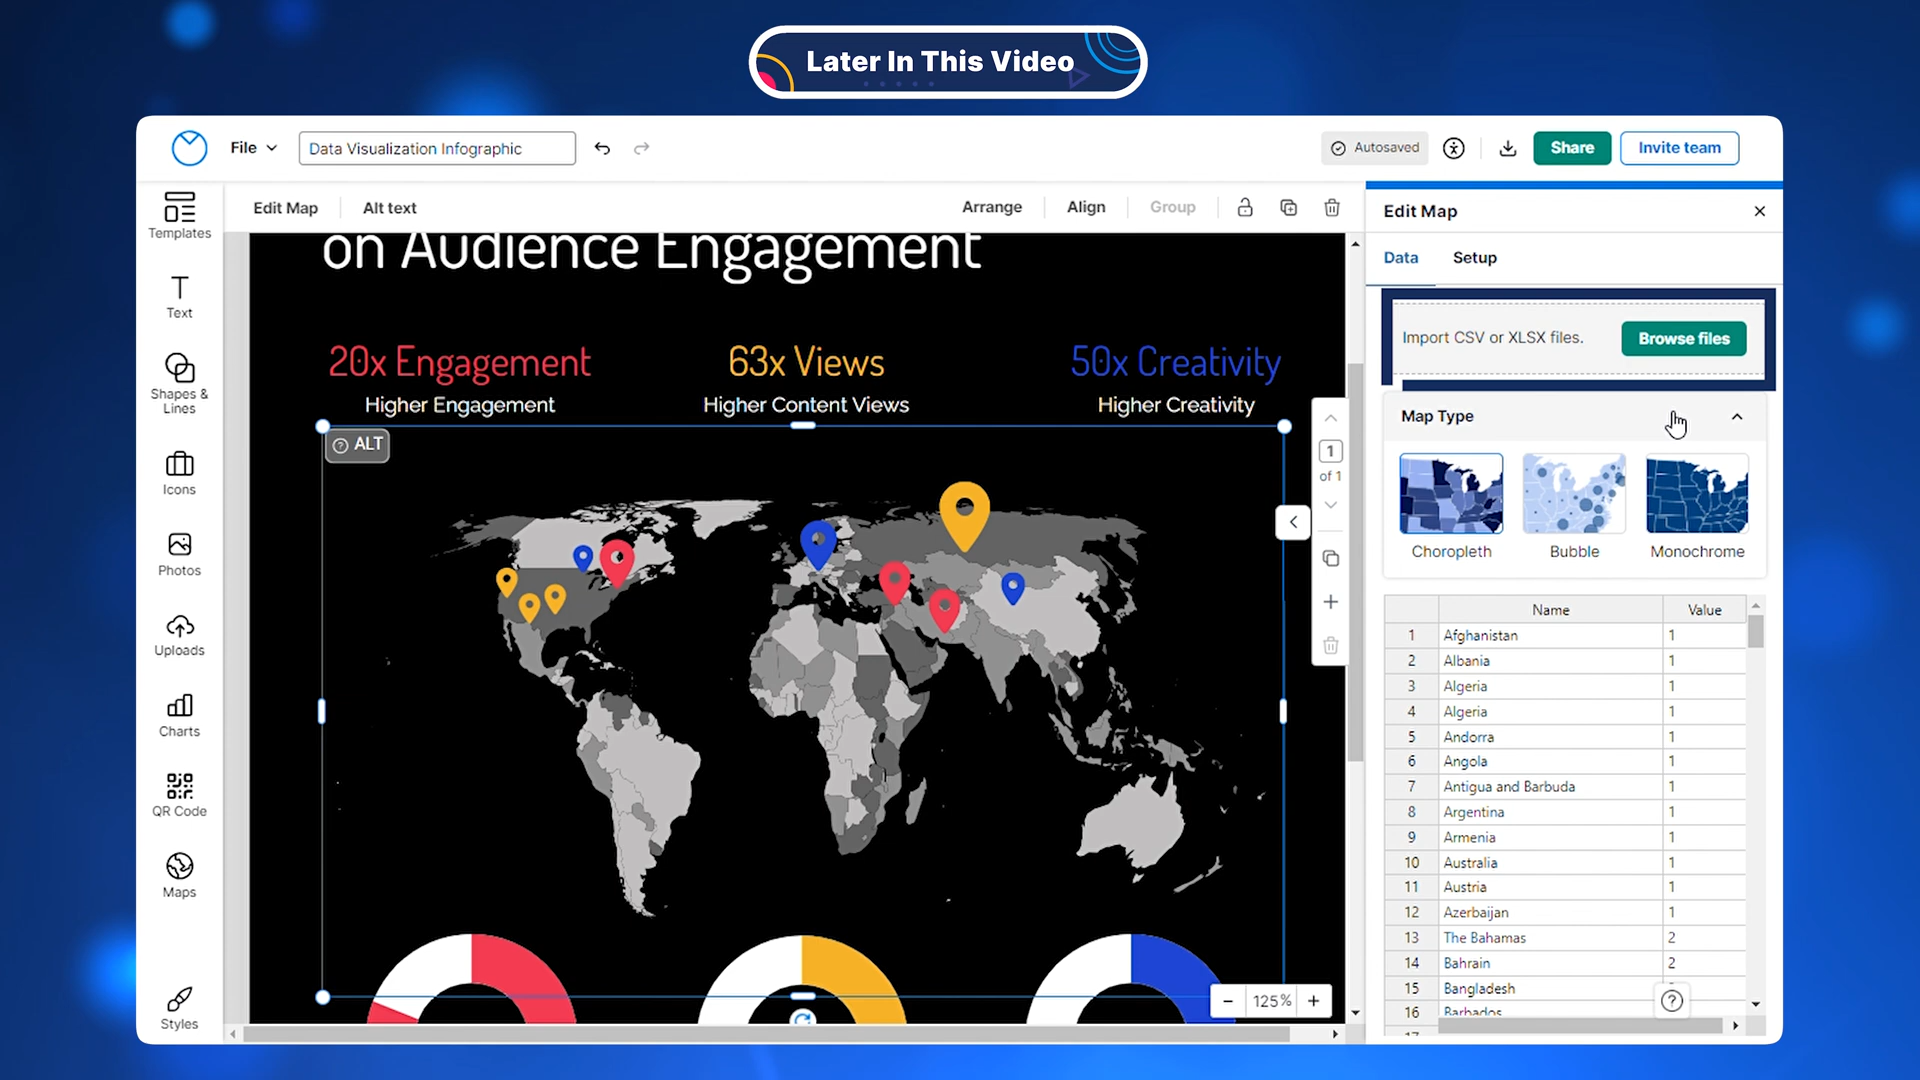 Later In This Video
File
Data Visualization Infographic
Autosaved
Share
Invite team
Templates
Text
Shapes &
Lines
Icons
Photos
Uploads
Charts
QR Code
Maps
Styles
Edit Map
Alt text
Arrange
Align
Group
on Audience Engagement
20x Engagement
Higher Engagement
63x Views
Higher Content Views
50x Creativity
Higher Creativity
ALT
1
of 1
125%
Edit Map
Data
Setup
Import CSV or XLSX files.
Browse files
Map Type
Choropleth
Bubble
Monochrome
Name Value
1 Afghanistan 1
2 Albania 1
3 Algeria 1
4 Algeria 1
5 Andorra 1
6 Angola 1
7 Antigua and Barbuda 1
8 Argentina 1
9 Armenia 1
10 Australia 1
11 Austria 1
12 Azerbaijan 1
13 The Bahamas 2
14 Bahrain 2
15 Bangladesh
16 Barbados